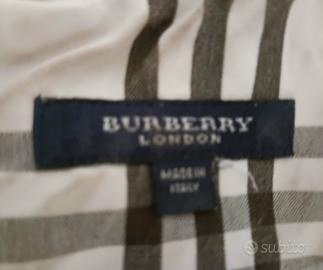 BURBERRY
LONDON
MADE IN
ITALY
subito